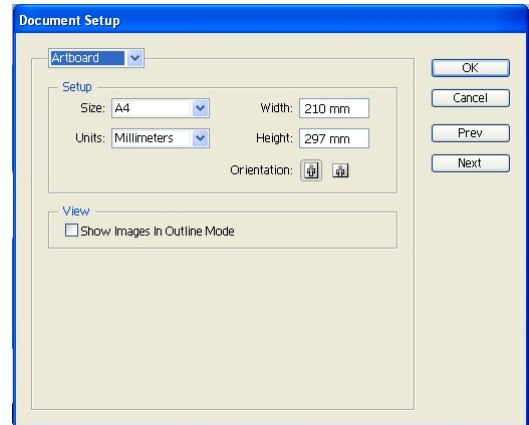 Document Setup
Artboard
OK
Setup
Cancel
Size: A4 Width: 210 mm
Units: Millimeters Height: 297 mm
Prev
Orientation:
Next
View
Show Images In Outline Mode